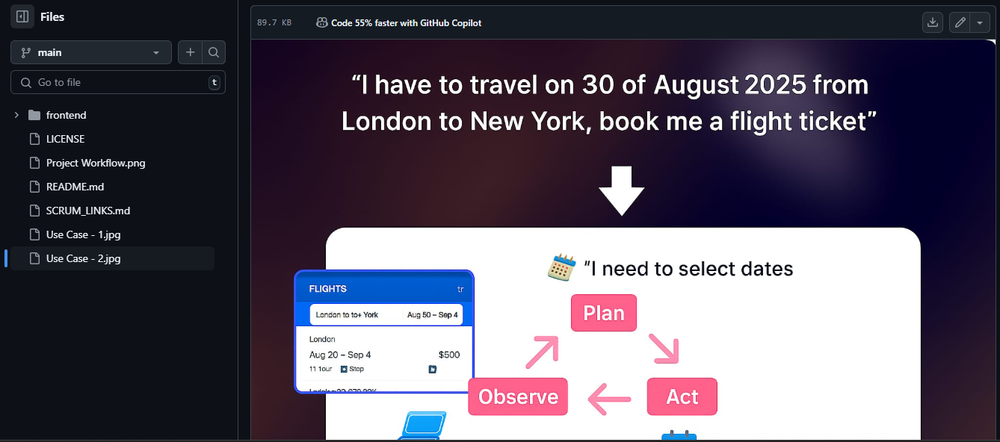 Files
main
Go to file
t
frontend
LICENSE
Project Workflow.png
README.md
SCRUM_LINKS.md
Use Case - 1.jpg
Use Case - 2.jpg
89.7 KB
Code 55% faster with GitHub Copilot
“I have to travel on 30 of August 2025 from
London to New York, book me a flight ticket”
"I need to select dates
Plan
Act
Observe
FLIGHTS
tr
London to to+ York
Aug 50 – Sep 4
London
Aug 20 – Sep 4
$500
11 1our
Stop